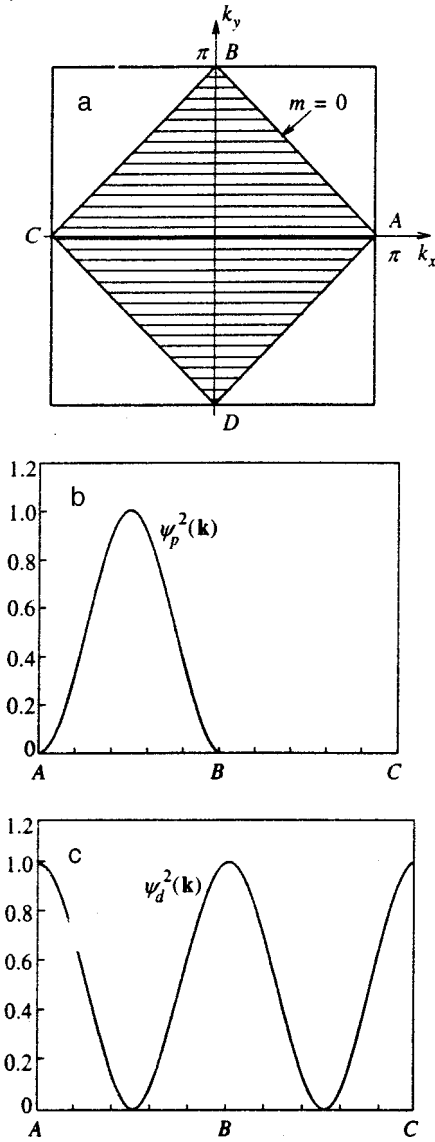 k_y
π B
a
m = 0
C
A
π k_x
D
1.2
b
1.0
ψ_p^2(k)
0.8
0.6
0.4
0.2
0
A B C
1.2
c
1.0
ψ_d^2(k)
0.8
0.6
0.4
0.2
0
A B C